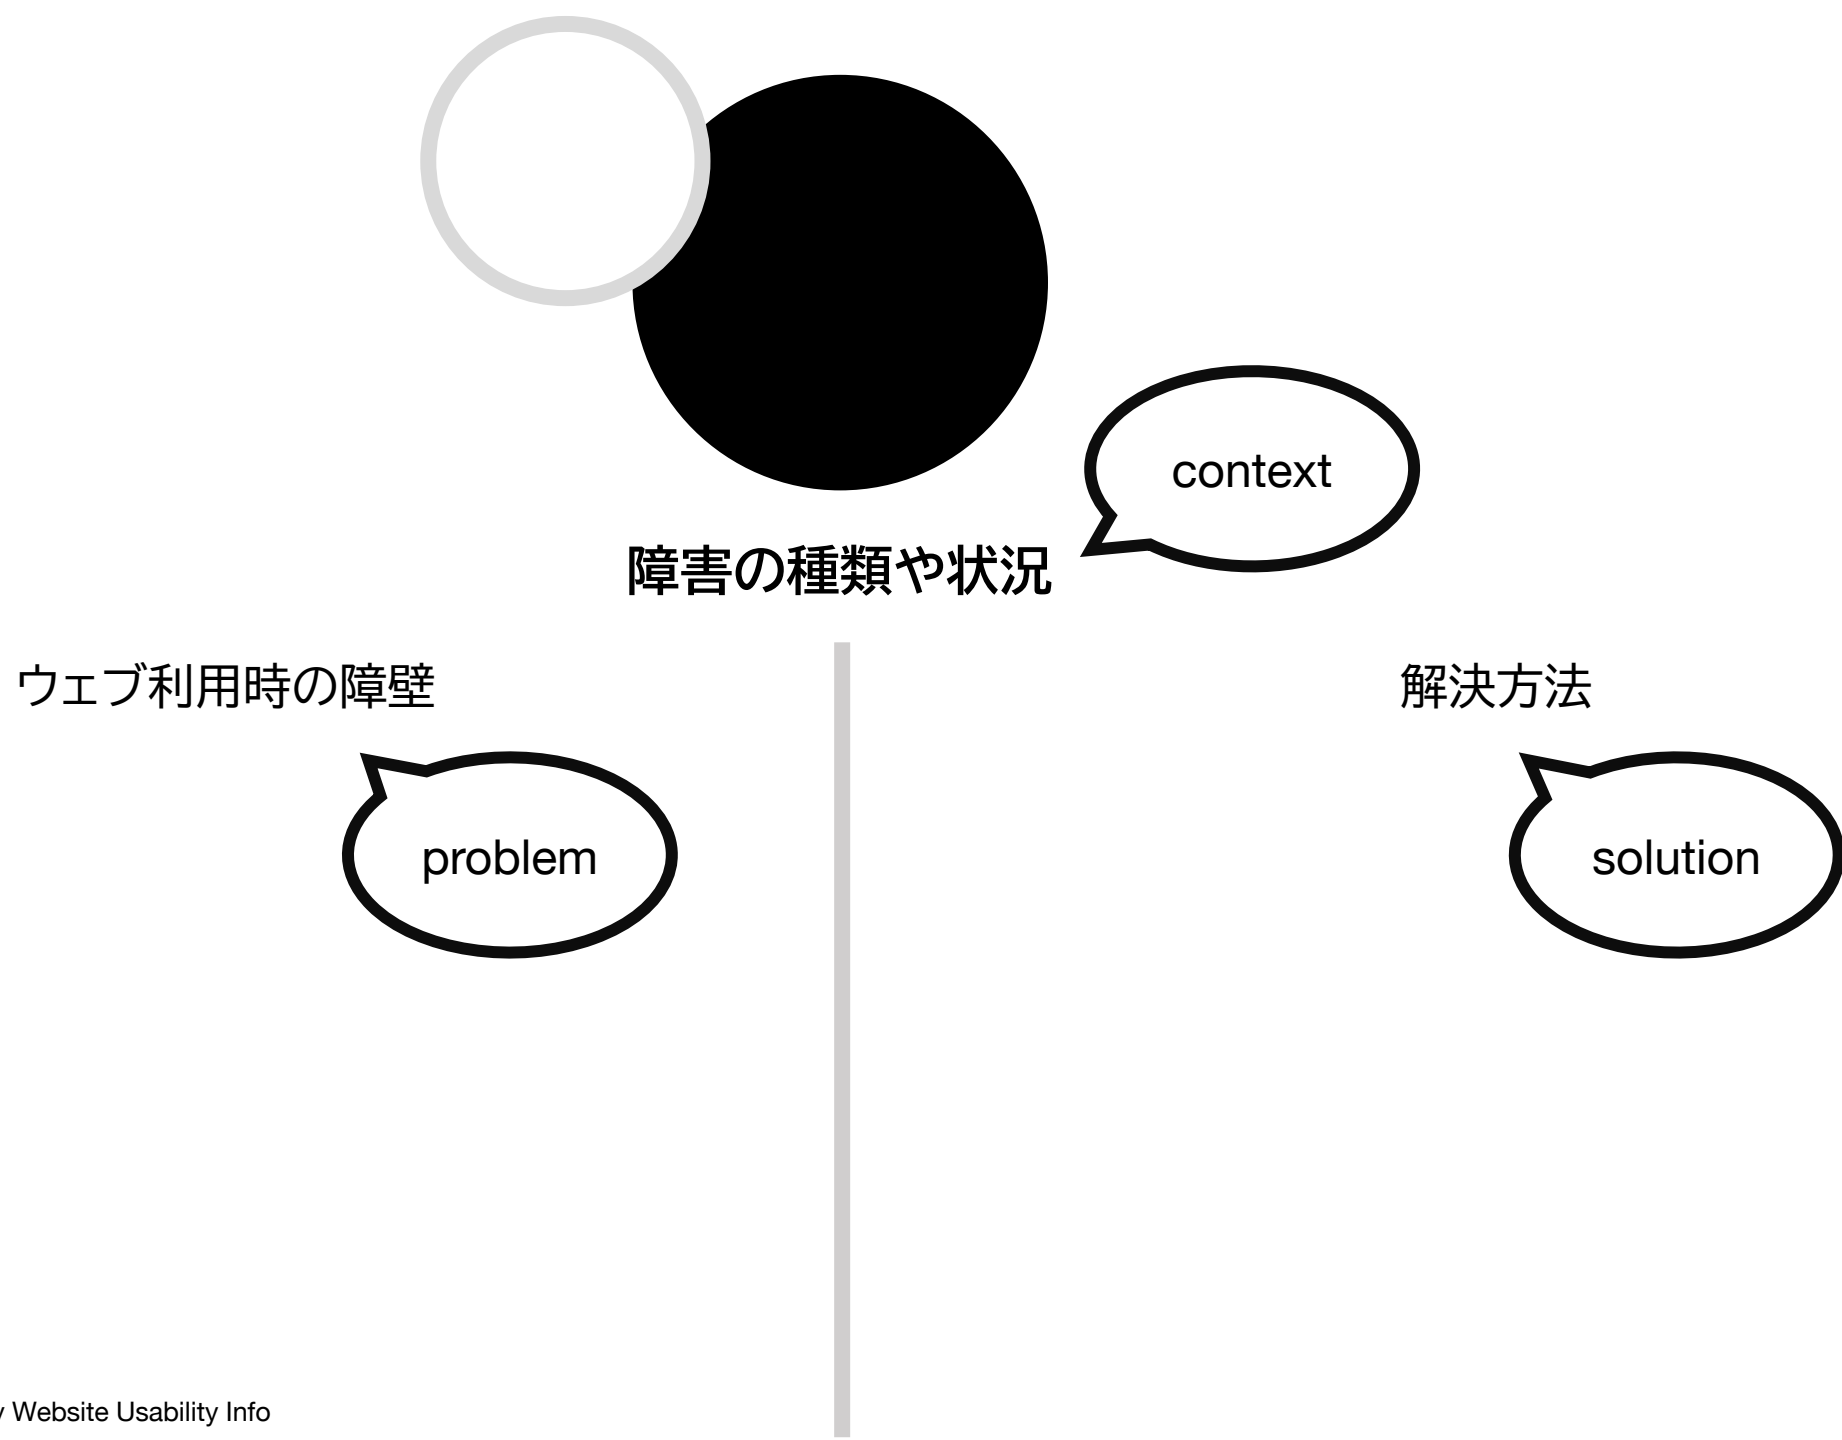 context
障害の種類や状況
ウェブ利用時の障壁
解決方法
problem
solution
Website Usability Info